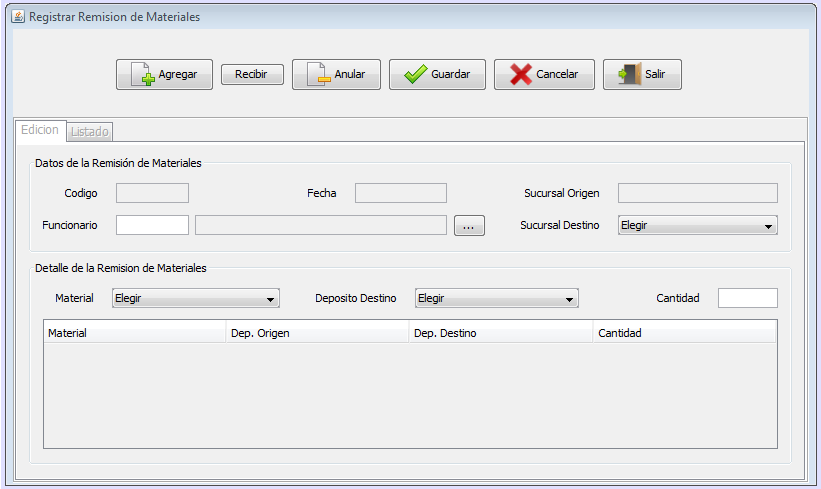 Registrar Remision de Materiales
Agregar Recibir Anular Guardar Cancelar Salir
Edicion Listado
Datos de la Remisión de Materiales
Codigo Fecha Sucursal Origen
Funcionario ... Sucursal Destino Elegir
Detalle de la Remision de Materiales
Material Elegir Deposito Destino Elegir Cantidad
Material Dep. Origen Dep. Destino Cantidad